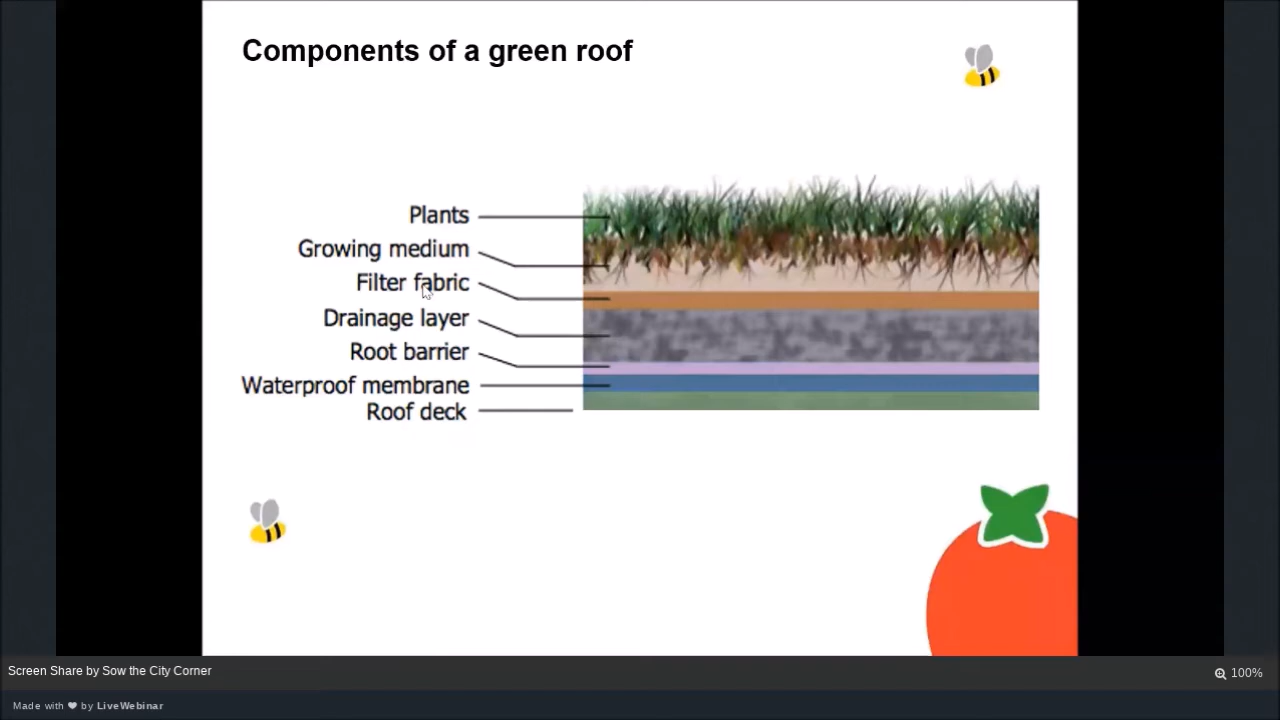 Components of a green roof
Plants
Growing medium
Filter fabric
Drainage layer
Root barrier
Waterproof membrane
Roof deck
Screen Share by Sow the City Corner
100%
Made with ❤ by LiveWebinar